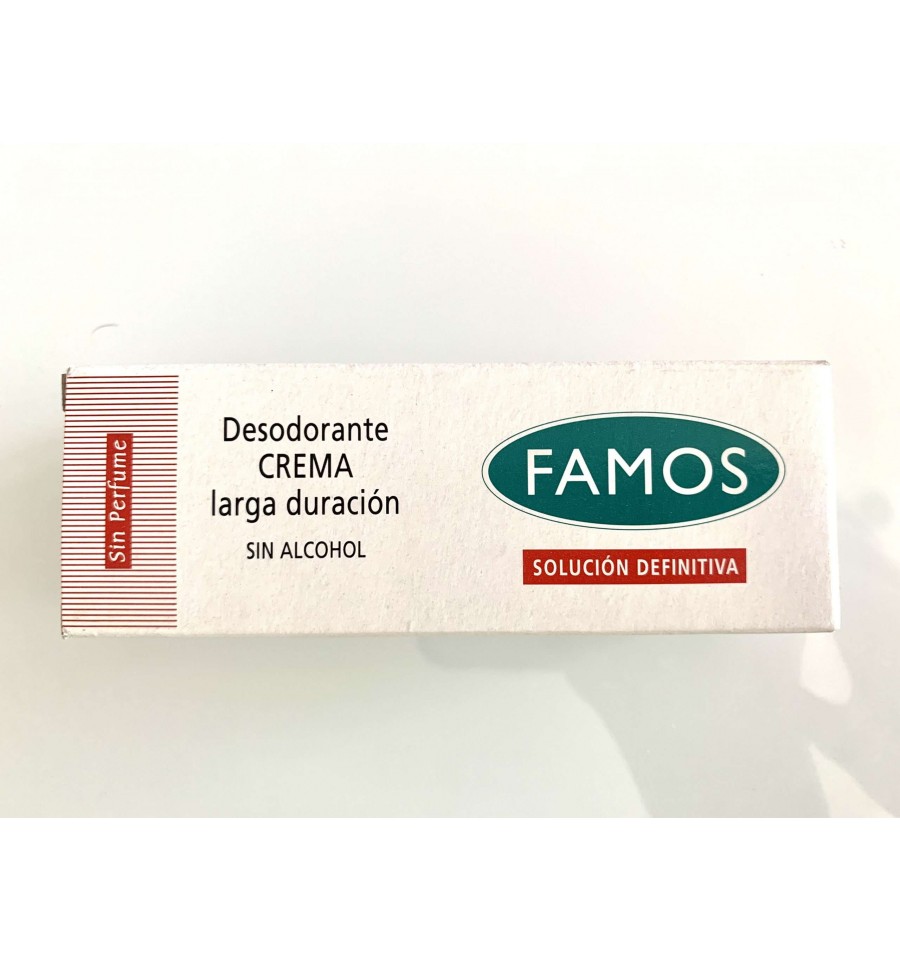 Sin Perfume
Desodorante
CREMA
larga duración
SIN ALCOHOL
FAMOS
SOLUCIÓN DEFINITIVA